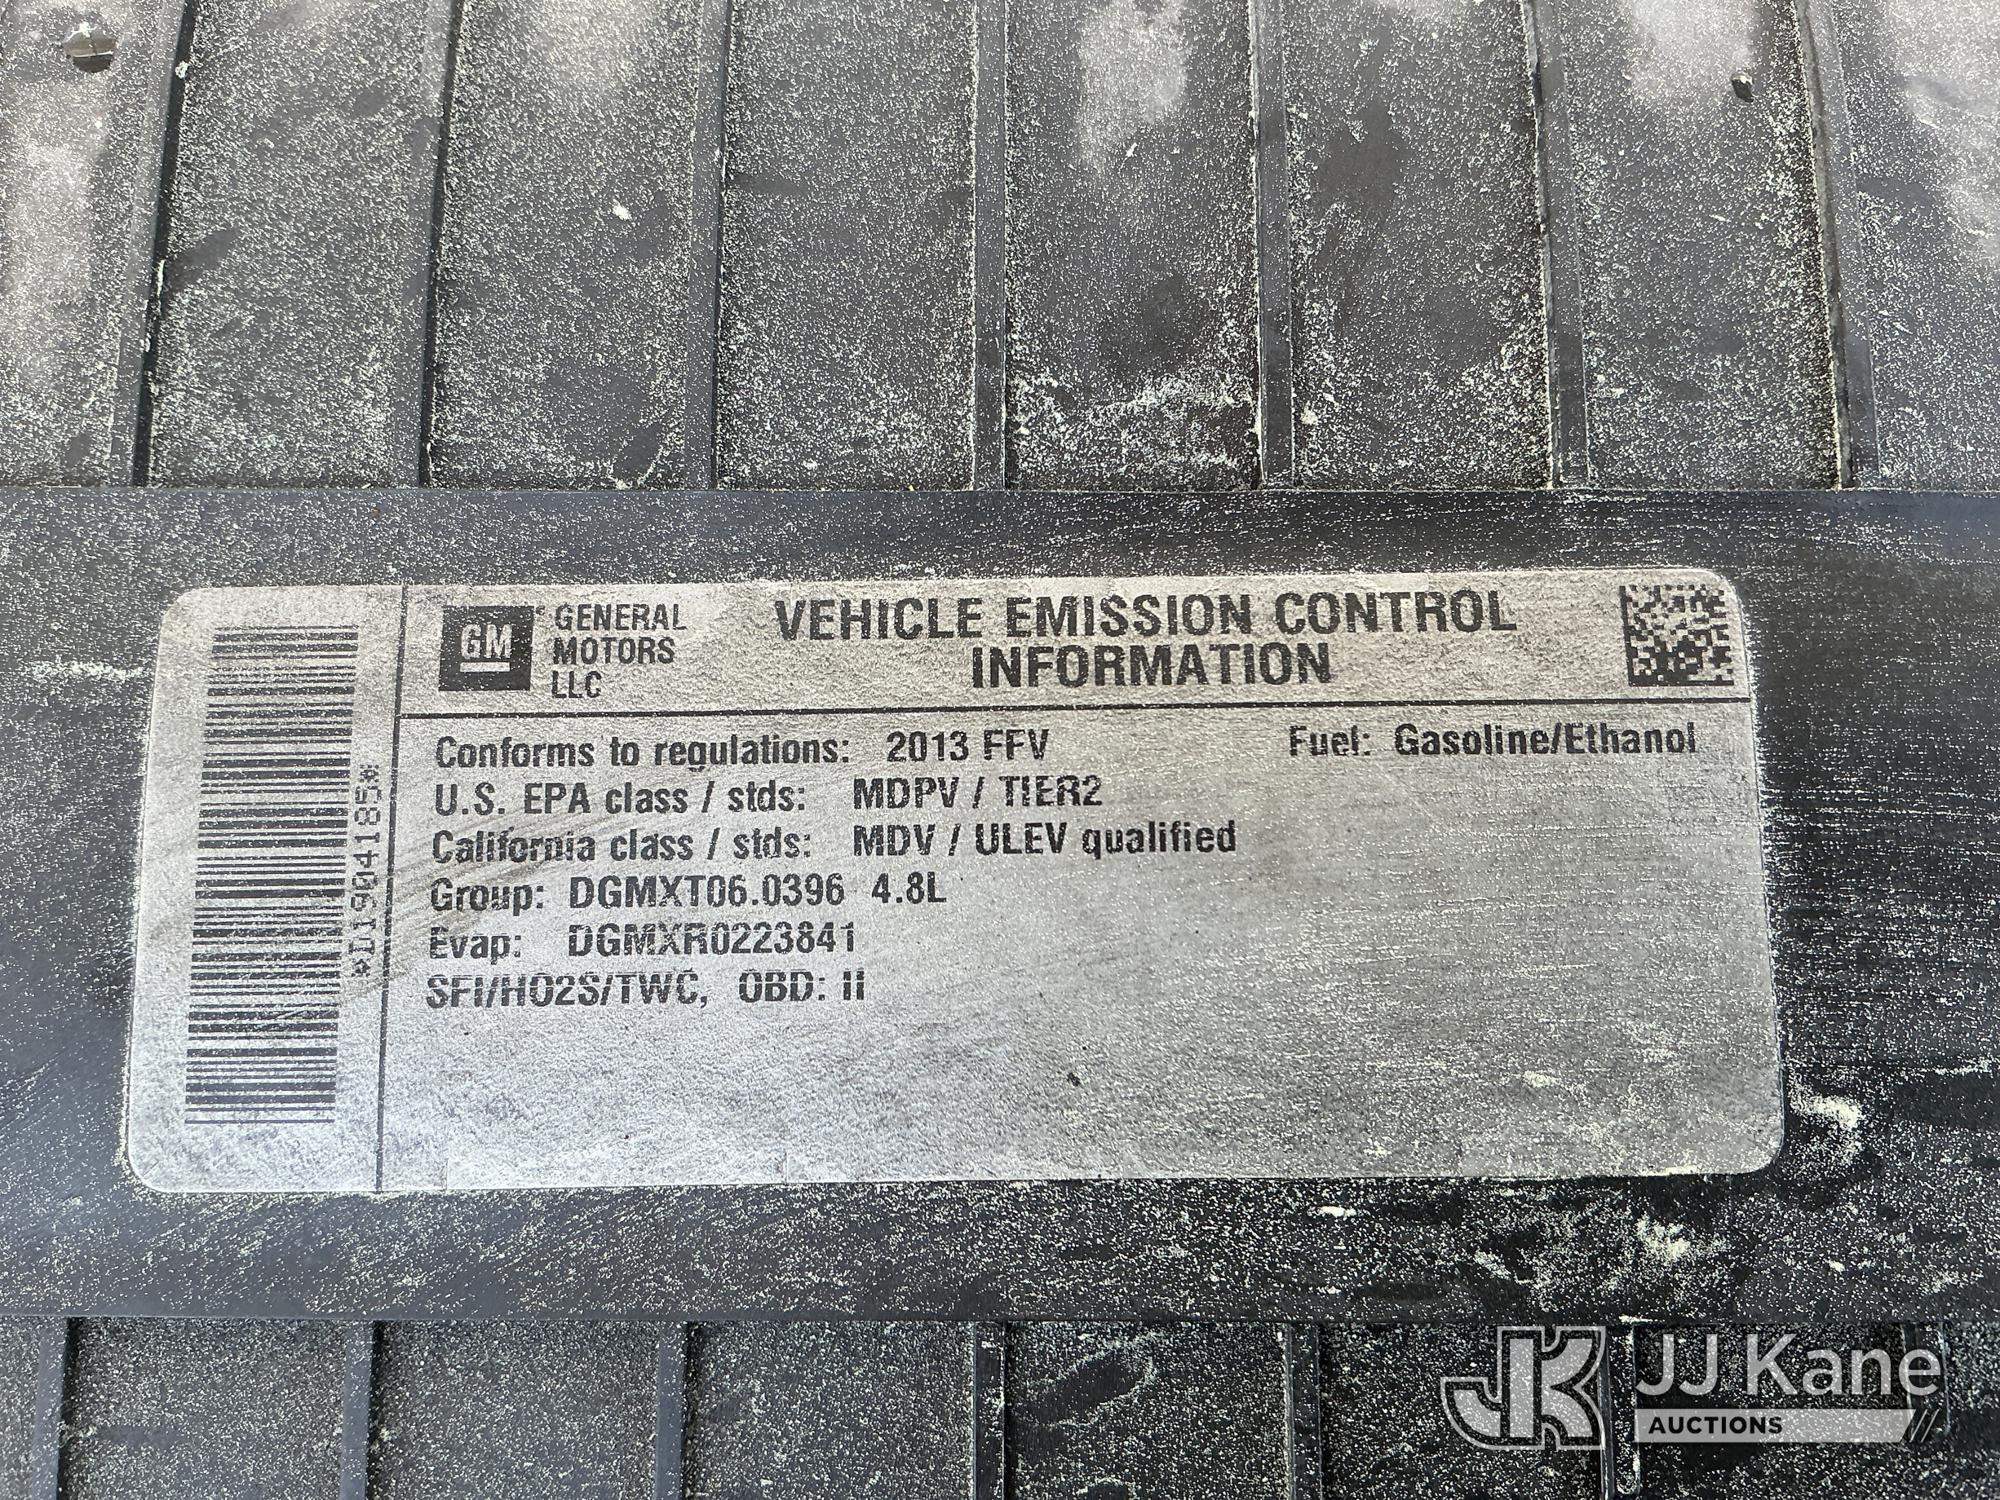 GM
GENERAL
MOTORS
LLC
VEHICLE EMISSION CONTROL
INFORMATION
Conforms to regulations: 2013 FFV
Fuel: Gasoline/Ethanol
U.S. EPA class / stds: MDPV / TIER2
California class / stds: MDV / ULEV qualified
Group: DGMXT06.0396 4.8L
Evap: DGMXR0223841
SFI/HO2S/TWC, OBD: II
*D1904185*
JK
JJ Kane
AUCTIONS